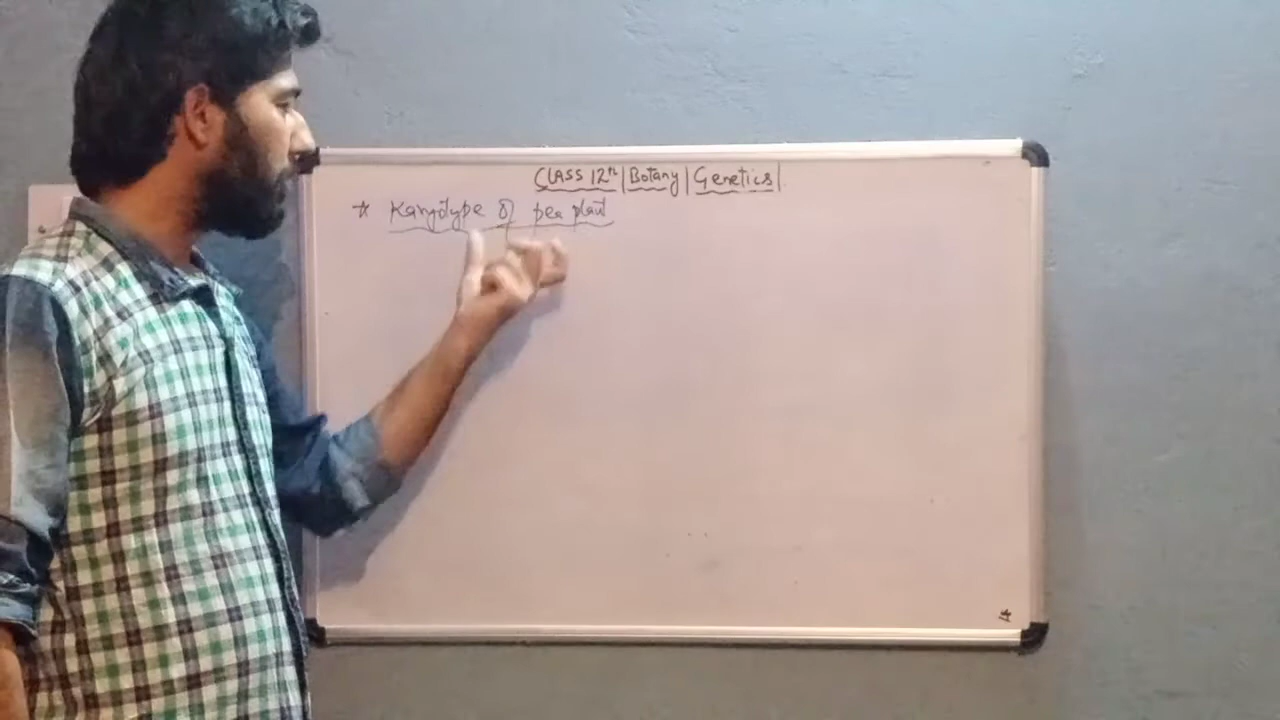 CLASS 12th | Botany | Genetics |
* Karyotype of pea plant